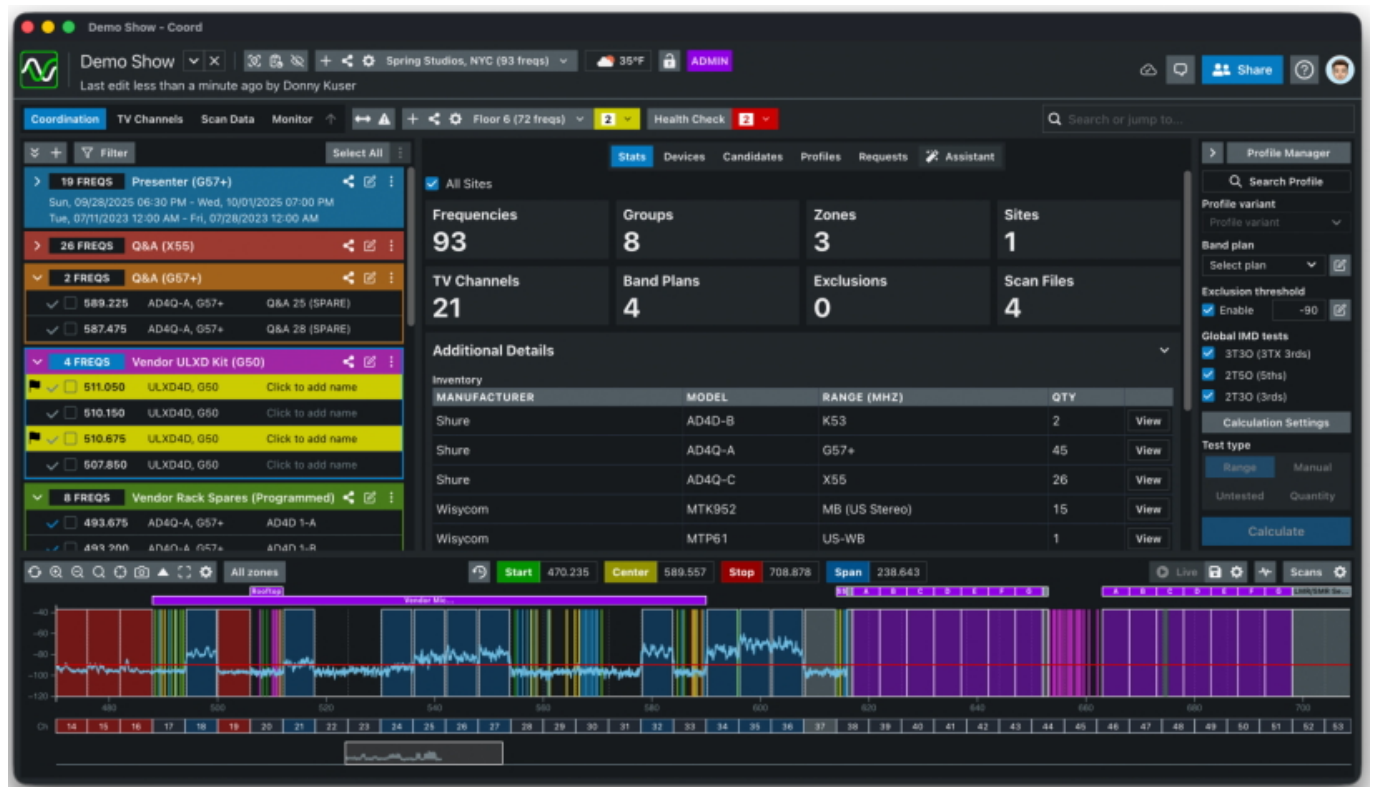 Demo Show - Coord
Demo Show
Spring Studios, NYC (93 freqs)
35°F
ADMIN
Share
Last edit less than a minute ago by Donny Kuser
Coordination TV Channels Scan Data Monitor
Floor 6 (72 freqs)
2
Health Check
2
Search or jump to...
Filter
Select All
19 FREQS Presenter (G57+)
Sun, 09/28/2025 06:30 PM - Wed, 10/01/2025 07:00 PM
Tue, 07/11/2023 12:00 AM - Fri, 07/28/2023 12:00 AM
26 FREQS Q&A (X55)
2 FREQS Q&A (G57+)
589.225 AD4Q-A, G57+ Q&A 25 (SPARE)
587.475 AD4Q-A, G57+ Q&A 28 (SPARE)
4 FREQS Vendor ULXD Kit (G50)
511.050 ULXD4D, G50 Click to add name
510.150 ULXD4D, G50 Click to add name
510.675 ULXD4D, G50 Click to add name
507.850 ULXD4D, G50 Click to add name
8 FREQS Vendor Rack Spares (Programmed)
493.675 AD4Q-A, G57+ AD4D 1-A
493.200 AD4Q-A, G57+ AD4D 1-B
Stats Devices Candidates Profiles Requests Assistant
All Sites
Frequencies Groups Zones Sites
93 8 3 1
TV Channels Band Plans Exclusions Scan Files
21 4 0 4
Additional Details
Inventory
MANUFACTURER MODEL RANGE (MHZ) QTY
Shure AD4D-B K53 2 View
Shure AD4Q-A G57+ 45 View
Shure AD4Q-C X55 26 View
Wisycom MTK952 MB (US Stereo) 15 View
Wisycom MTP61 US-WB 1 View
Profile Manager
Search Profile
Profile variant
Profile variant
Band plan
Select plan
Exclusion threshold
Enable -90
Global IMD tests
3T3O (3TX 3rds)
2T5O (5ths)
2T3O (3rds)
Calculation Settings
Test type
Range Manual
Untested Quantity
Calculate
All zones
Start 470.235 Center 589.557 Stop 708.878 Span 238.643
Live
Scans
Rooftop
Vendor Mic...
A B C D E F G
A B C D E F G
-40
-60
-80
-100
-120
480 500 520 540 560 580 600 620 640 660 680 700
Ch 14 15 16 17 18 19 20 21 22 23 24 25 26 27 28 29 30 31 32 33 34 35 36 37 38 39 40 41 42 43 44 45 46 47 48 49 50 51 52 53